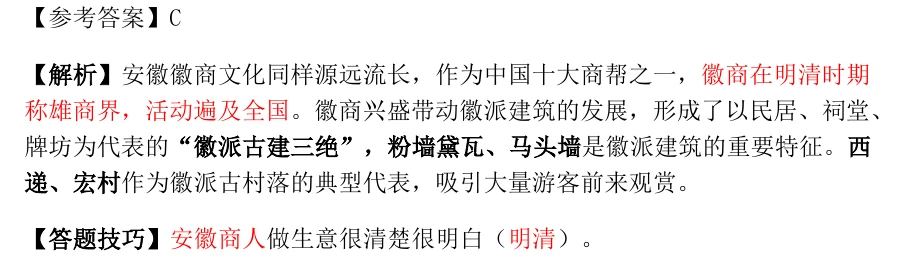 【参考答案】C
【解析】安徽徽商文化同样源远流长，作为中国十大商帮之一，徽商在明清时期
称雄商界，活动遍及全国。徽商兴盛带动徽派建筑的发展，形成了以民居、祠堂、
牌坊为代表的“徽派古建三绝”，粉墙黛瓦、马头墙是徽派建筑的重要特征。西
递、宏村作为徽派古村落的典型代表，吸引大量游客前来观赏。
【答题技巧】安徽商人做生意很清楚很明白（明清）。